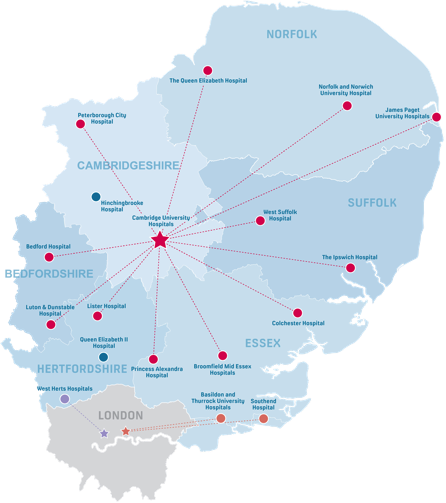 NORFOLK
The Queen Elizabeth Hospital
Norfolk and Norwich
University Hospital
James Paget
University Hospitals
Peterborough City
Hospital
CAMBRIDGESHIRE
Hinchingbrooke
Hospital
Cambridge University
Hospitals
West Suffolk
Hospital
SUFFOLK
Bedford Hospital
The Ipswich Hospital
BEDFORDSHIRE
Luton & Dunstable
Hospital
Lister Hospital
Colchester Hospital
Queen Elizabeth II
Hospital
ESSEX
HERTFORDSHIRE
Princess Alexandra
Hospital
Broomfield Mid Essex
Hospitals
West Herts Hospitals
Basildon and
Thurrock University
Hospitals
Southend
Hospital
LONDON